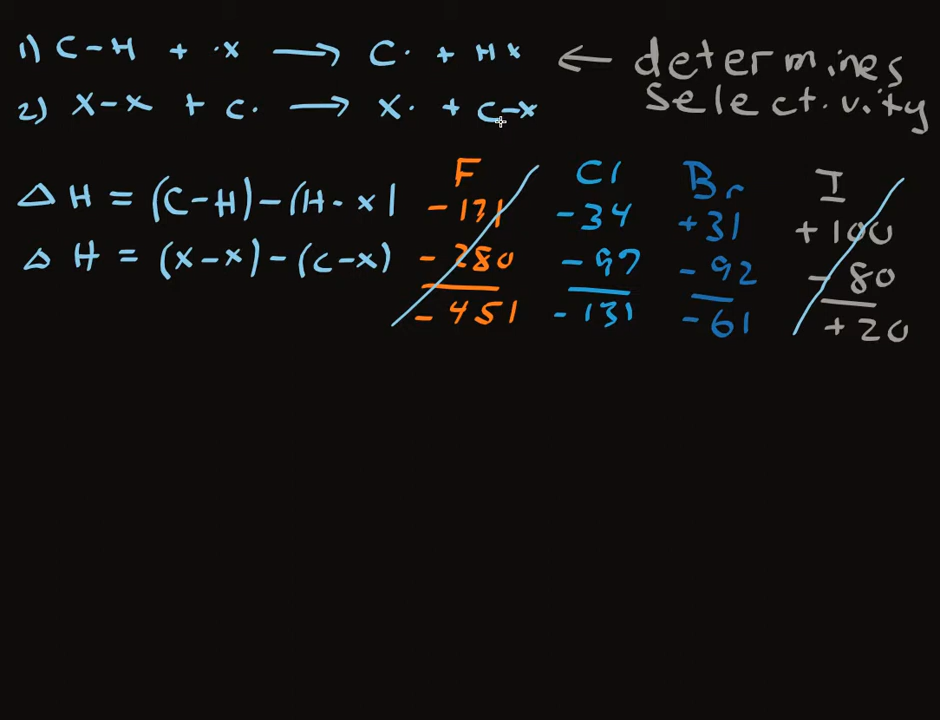 1) C-H + ·X → C· + HX ← determines
2) X-X + C· → X· + C-X selectivity
F Cl Br I
ΔH = (C-H) - (H-X) -131 -34 +31 +100
ΔH = (X-X) - (C-X) -280 -97 -92 -80
-451 -131 -61 +20